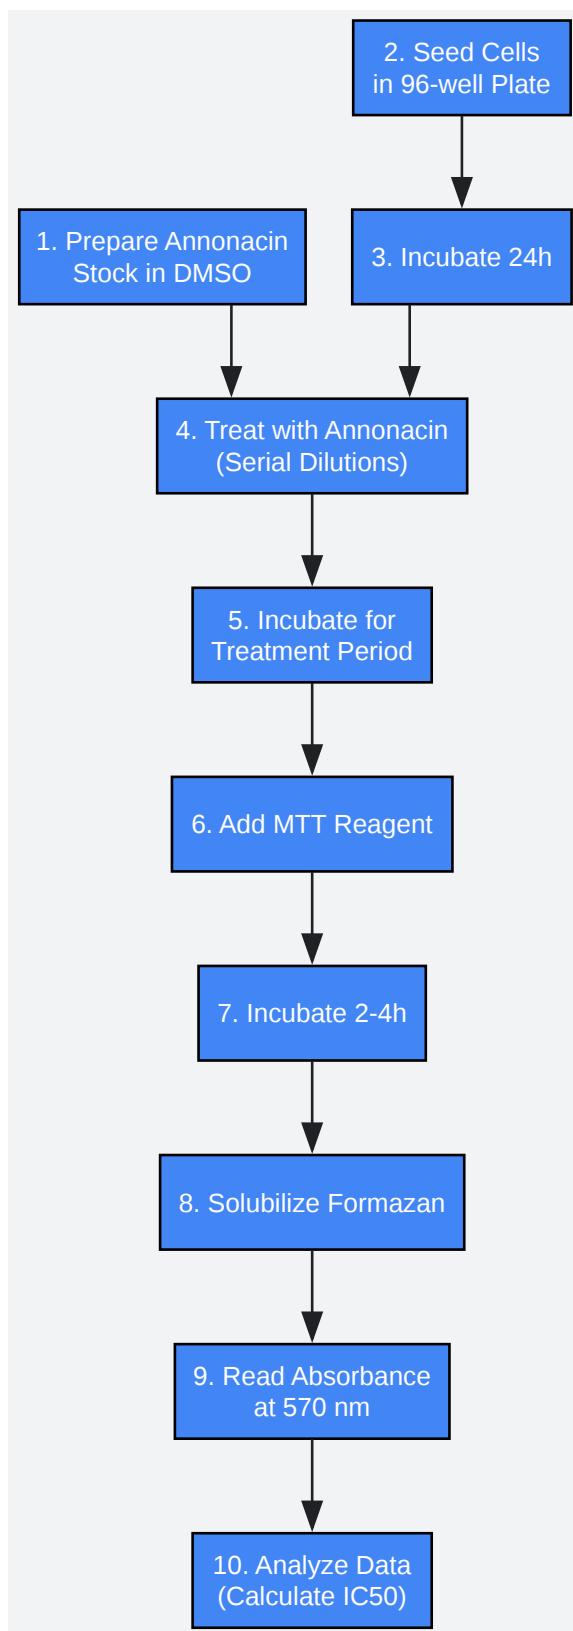 2. Seed Cells
in 96-well Plate
1. Prepare Annonacin
Stock in DMSO
3. Incubate 24h
4. Treat with Annonacin
(Serial Dilutions)
5. Incubate for
Treatment Period
6. Add MTT Reagent
7. Incubate 2-4h
8. Solubilize Formazan
9. Read Absorbance
at 570 nm
10. Analyze Data
(Calculate IC50)